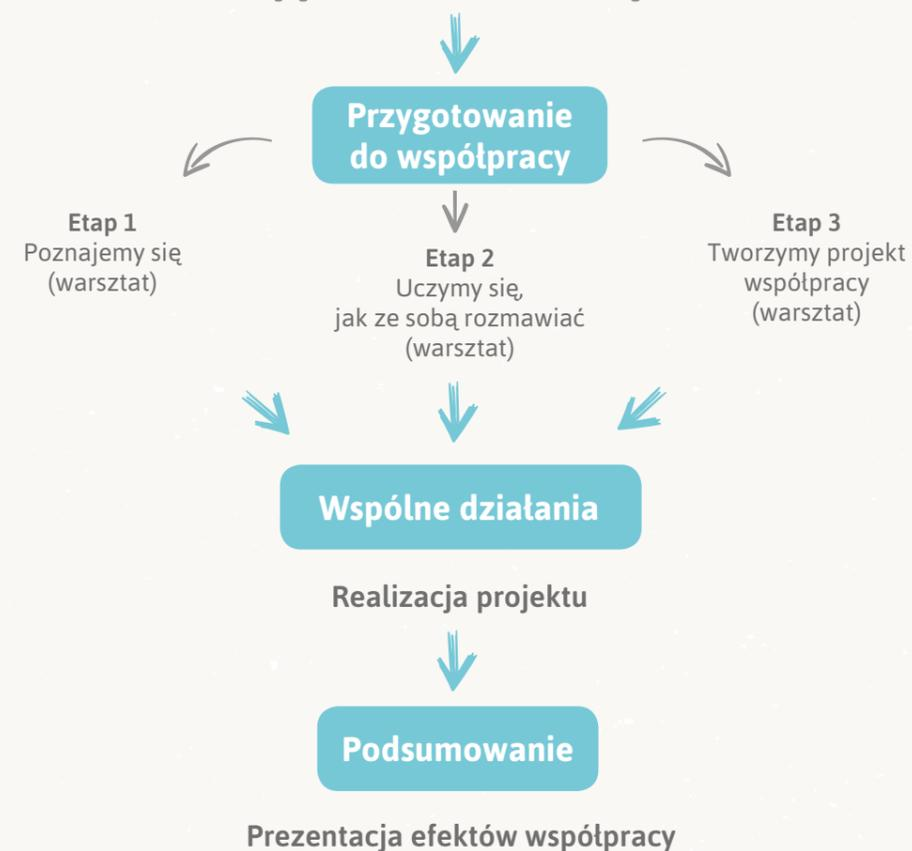 Przygotowanie
do współpracy
Etap 1
Poznajemy się
(warsztat)
Etap 2
Uczymy się,
jak ze sobą rozmawiać
(warsztat)
Etap 3
Tworzymy projekt
współpracy
(warsztat)
Wspólne działania
Realizacja projektu
Podsumowanie
Prezentacja efektów współpracy